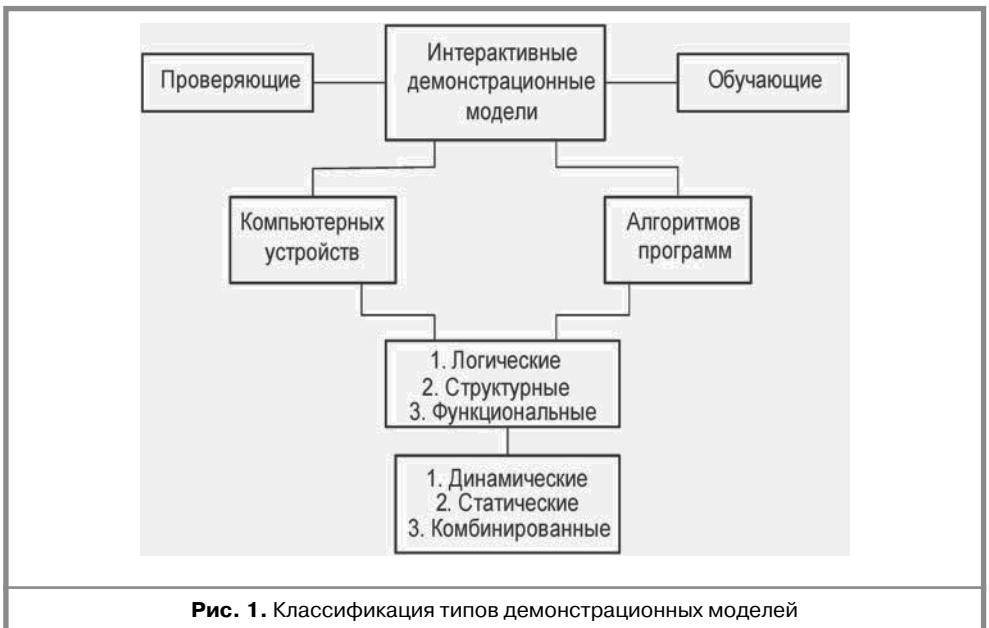 Интерактивные
демонстрационные
модели
Проверяющие
Обучающие
Компьютерных
устройств
Алгоритмов
программ
1. Логические
2. Структурные
3. Функциональные
1. Динамические
2. Статические
3. Комбинированные
Рис. 1. Классификация типов демонстрационных моделей